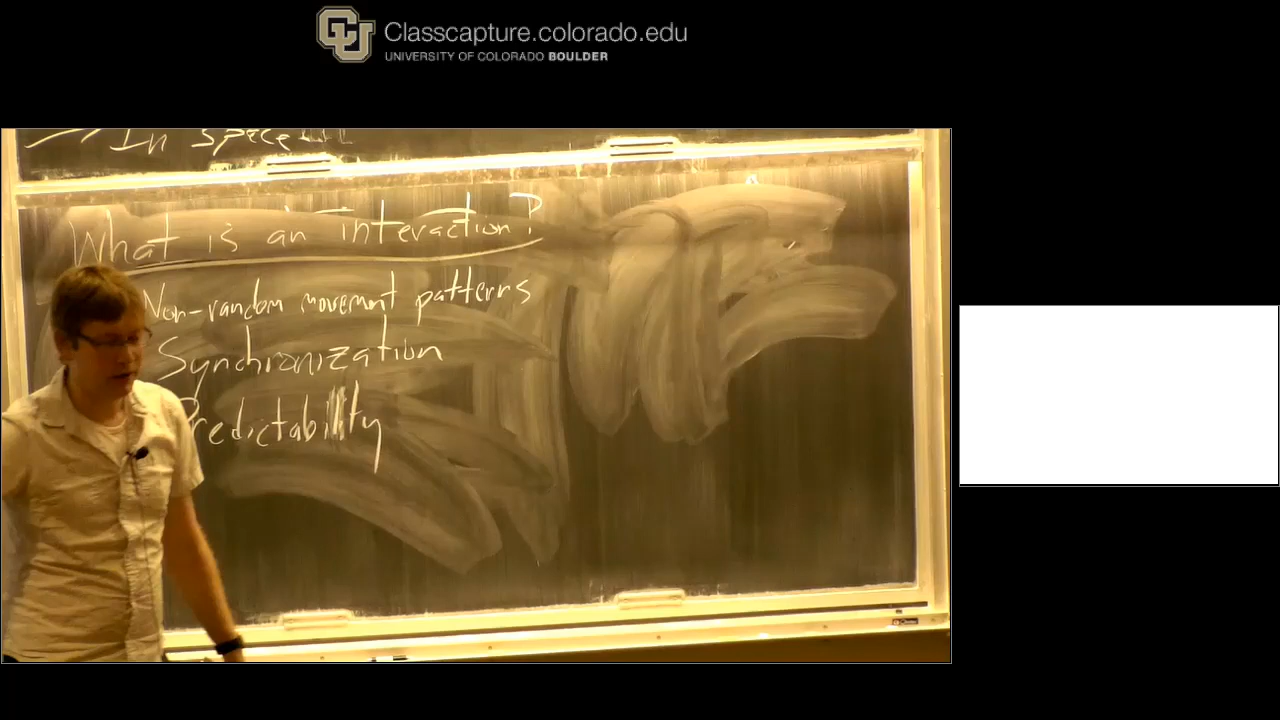 Classcapture.colorado.edu
UNIVERSITY OF COLORADO BOULDER
In
What is an interaction?
Non-random movement patterns
Synchronization
Predictability